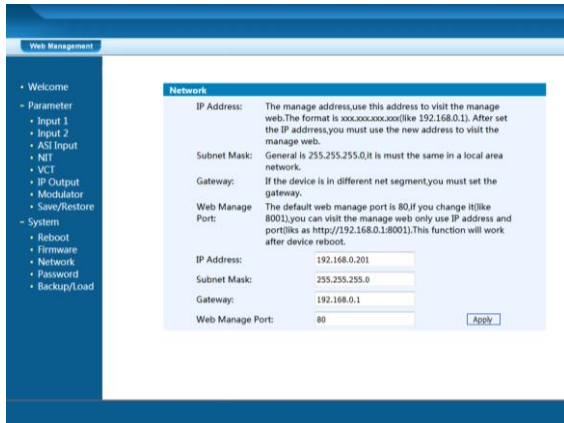 Web Management
• Welcome
- Parameter
• Input 1
• Input 2
• ASI Input
• NIT
• VCT
• IP Output
• Modulator
• Save/Restore
- System
• Reboot
• Firmware
• Network
• Password
• Backup/Load
Network
IP Address: The manage address,use this address to visit the manage
web.The format is xxx.xxx.xxx.xxx(like 192.168.0.1). After set
the IP addrress,you must use the new address to visit the
manage web.
Subnet Mask: General is 255.255.255.0,it is must the same in a local area
network.
Gateway: If the device is in different net segment,you must set the
gateway.
Web Manage Port: The default web manage port is 80,if you change it(like
8001),you can visit the manage web only use IP address and
port(liks as http://192.168.0.1:8001).This function will work
after device reboot.
IP Address: 192.168.0.201
Subnet Mask: 255.255.255.0
Gateway: 192.168.0.1
Web Manage Port: 80 Apply